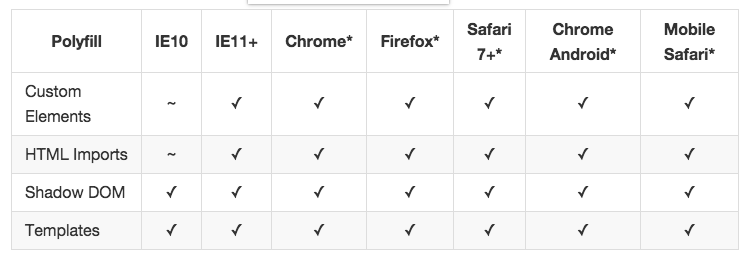 Polyfill IE10 IE11+ Chrome* Firefox* Safari 7+* Chrome Android* Mobile Safari*
Custom Elements ~ ✓ ✓ ✓ ✓ ✓ ✓
HTML Imports ~ ✓ ✓ ✓ ✓ ✓ ✓
Shadow DOM ✓ ✓ ✓ ✓ ✓ ✓ ✓
Templates ✓ ✓ ✓ ✓ ✓ ✓ ✓